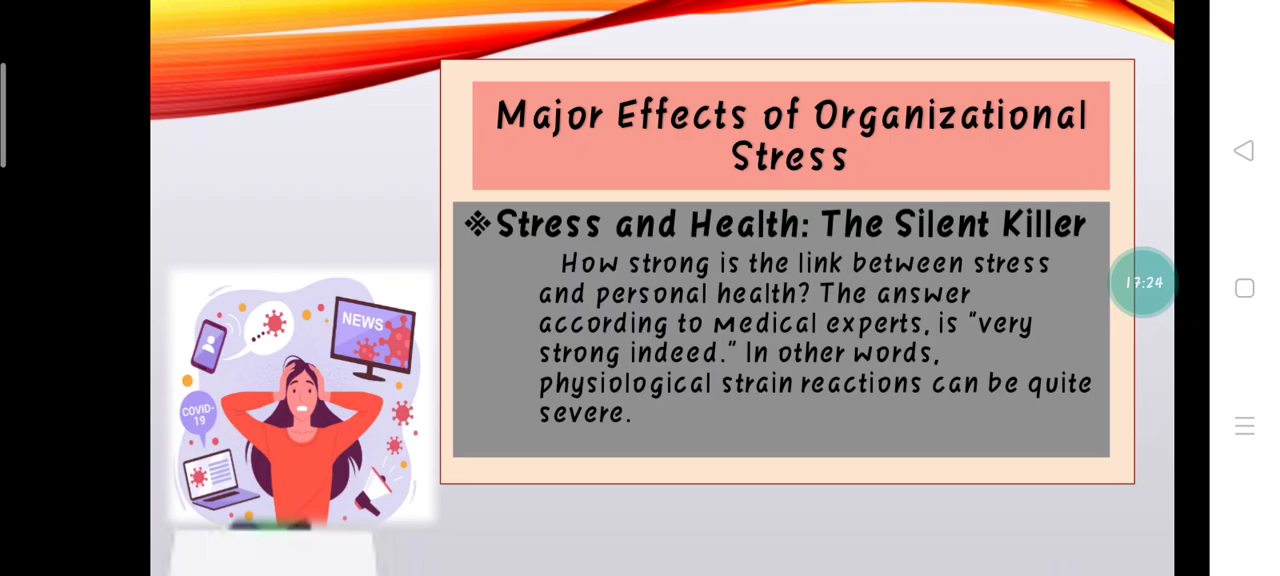 Major Effects of Organizational
Stress
❖Stress and Health: The Silent Killer
How strong is the link between stress
and personal health? The answer
according to Medical experts, is "very
strong indeed." In other words,
physiological strain reactions can be quite
severe.
NEWS
COVID-
19
17:24